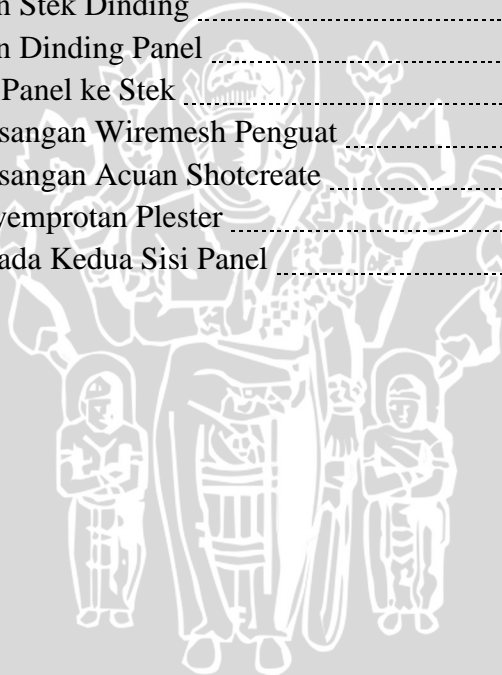 n Stek Dinding
n Dinding Panel
Panel ke Stek
sangan Wiremesh Penguat
sangan Acuan Shotcreate
yemprotan Plester
ada Kedua Sisi Panel